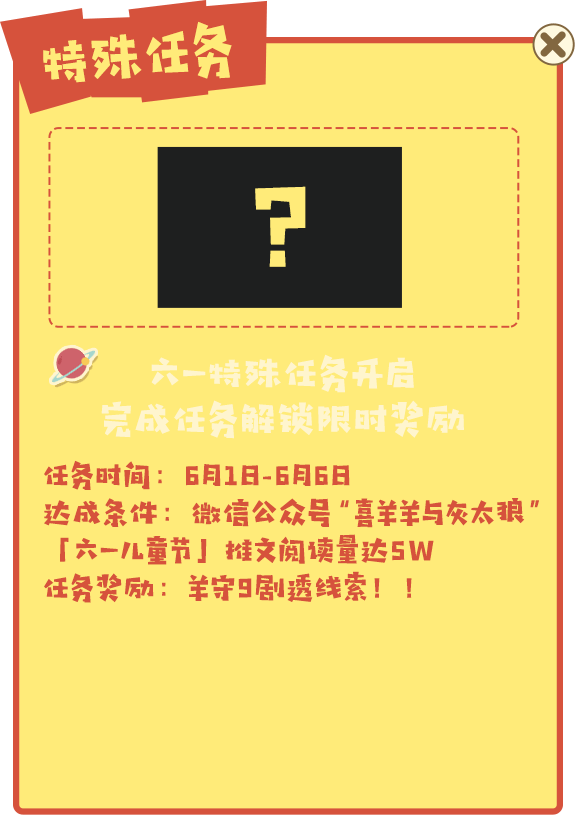 特殊任务
?
六一特殊任务开启
完成任务解锁限时奖励
任务时间：6月1日-6月6日
达成条件：微信公众号“喜羊羊与灰太狼”
「六一儿童节」推文阅读量达5W
任务奖励：羊守9剧透线索！！